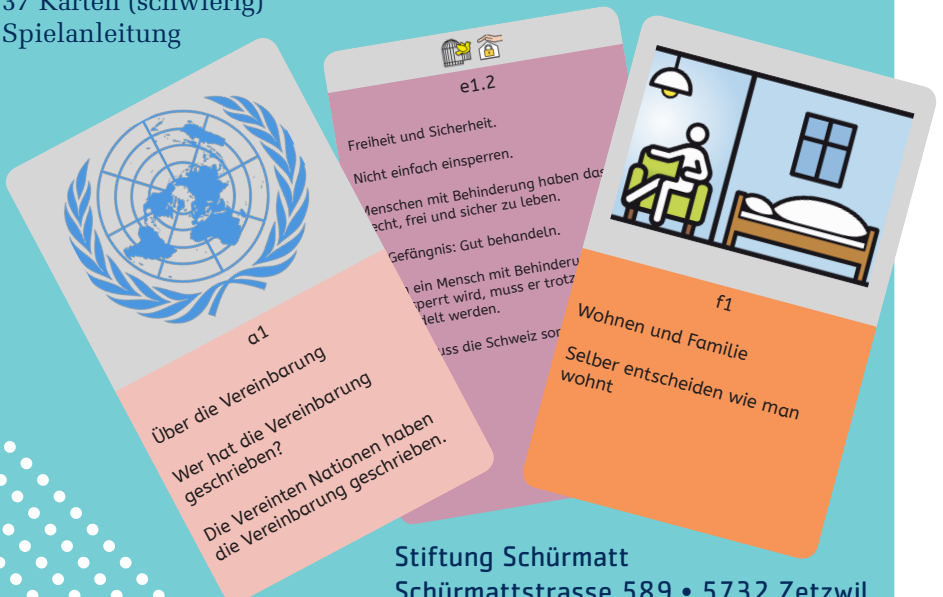 37 Karten (schwierig)
Spielanleitung
a1
Über die Vereinbarung
Wer hat die Vereinbarung
geschrieben?
Die Vereinten Nationen haben
die Vereinbarung geschrieben.
e1.2
Freiheit und Sicherheit.
Nicht einfach einsperren.
Menschen mit Behinderung haben das
echt, frei und sicher zu leben.
Gefängnis: Gut behandeln.
ein Mensch mit Behinderu
sperrt wird, muss er trotz
delt werden.
uss die Schweiz sor
f1
Wohnen und Familie
Selber entscheiden wie man
wohnt
Stiftung Schürmatt
Schürmattstrasse 589 • 5732 Zetzwil